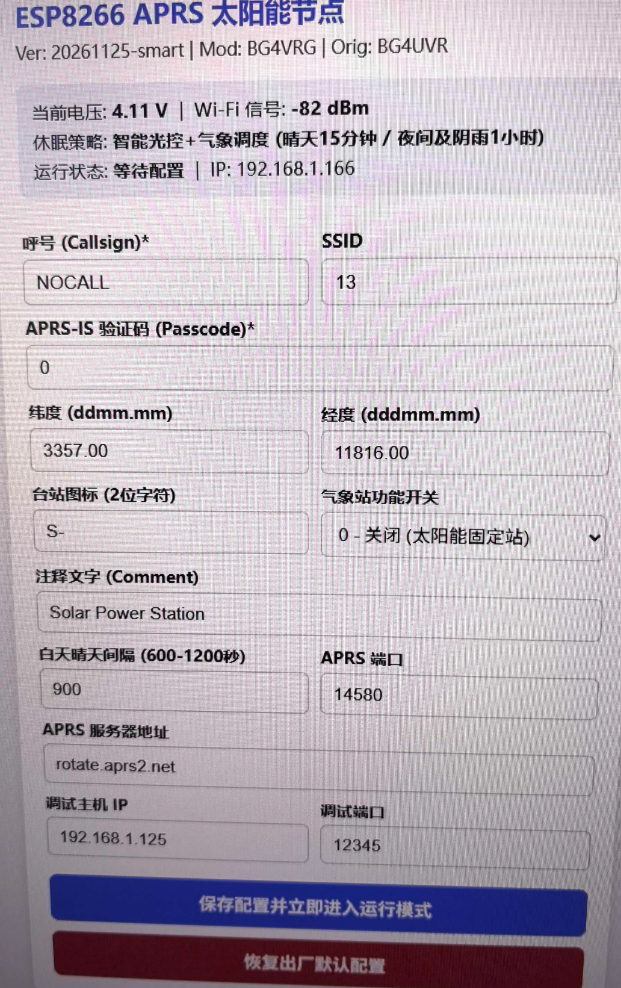 ESP8266 APRS 太阳能节点
Ver: 20261125-smart | Mod: BG4VRG | Orig: BG4UVR
当前电压: 4.11 V | Wi-Fi 信号: -82 dBm
休眠策略: 智能光控+气象调度 (晴天15分钟 / 夜间及阴雨1小时)
运行状态: 等待配置 | IP: 192.168.1.166
呼号 (Callsign)* SSID
NOCALL 13
APRS-IS 验证码 (Passcode)*
0
纬度 (ddmm.mm) 经度 (dddmm.mm)
3357.00 11816.00
台站图标 (2位字符) 气象站功能开关
S- 0 - 关闭 (太阳能固定站)
注释文字 (Comment)
Solar Power Station
白天晴天间隔 (600-1200秒) APRS 端口
900 14580
APRS 服务器地址
rotate.aprs2.net
调试主机 IP 调试端口
192.168.1.125 12345
保存配置并立即进入运行模式
恢复出厂默认配置